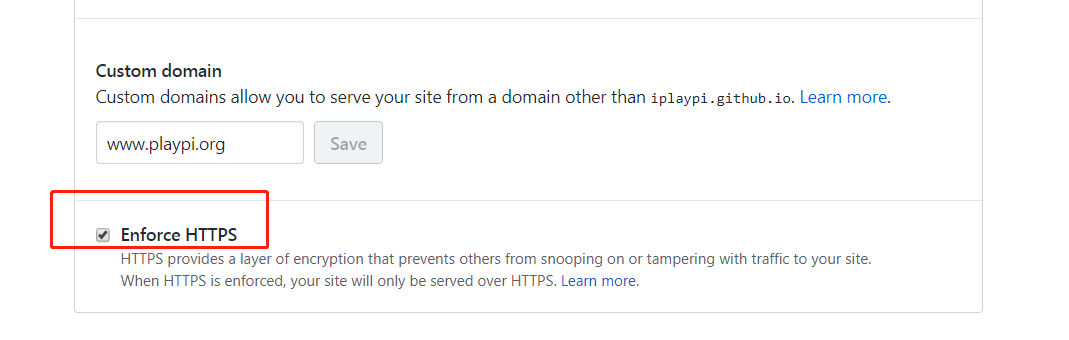 Custom domain
Custom domains allow you to serve your site from a domain other than iplaypi.github.io. Learn more.
www.playpi.org Save
Enforce HTTPS
HTTPS provides a layer of encryption that prevents others from snooping on or tampering with traffic to your site.
When HTTPS is enforced, your site will only be served over HTTPS. Learn more.